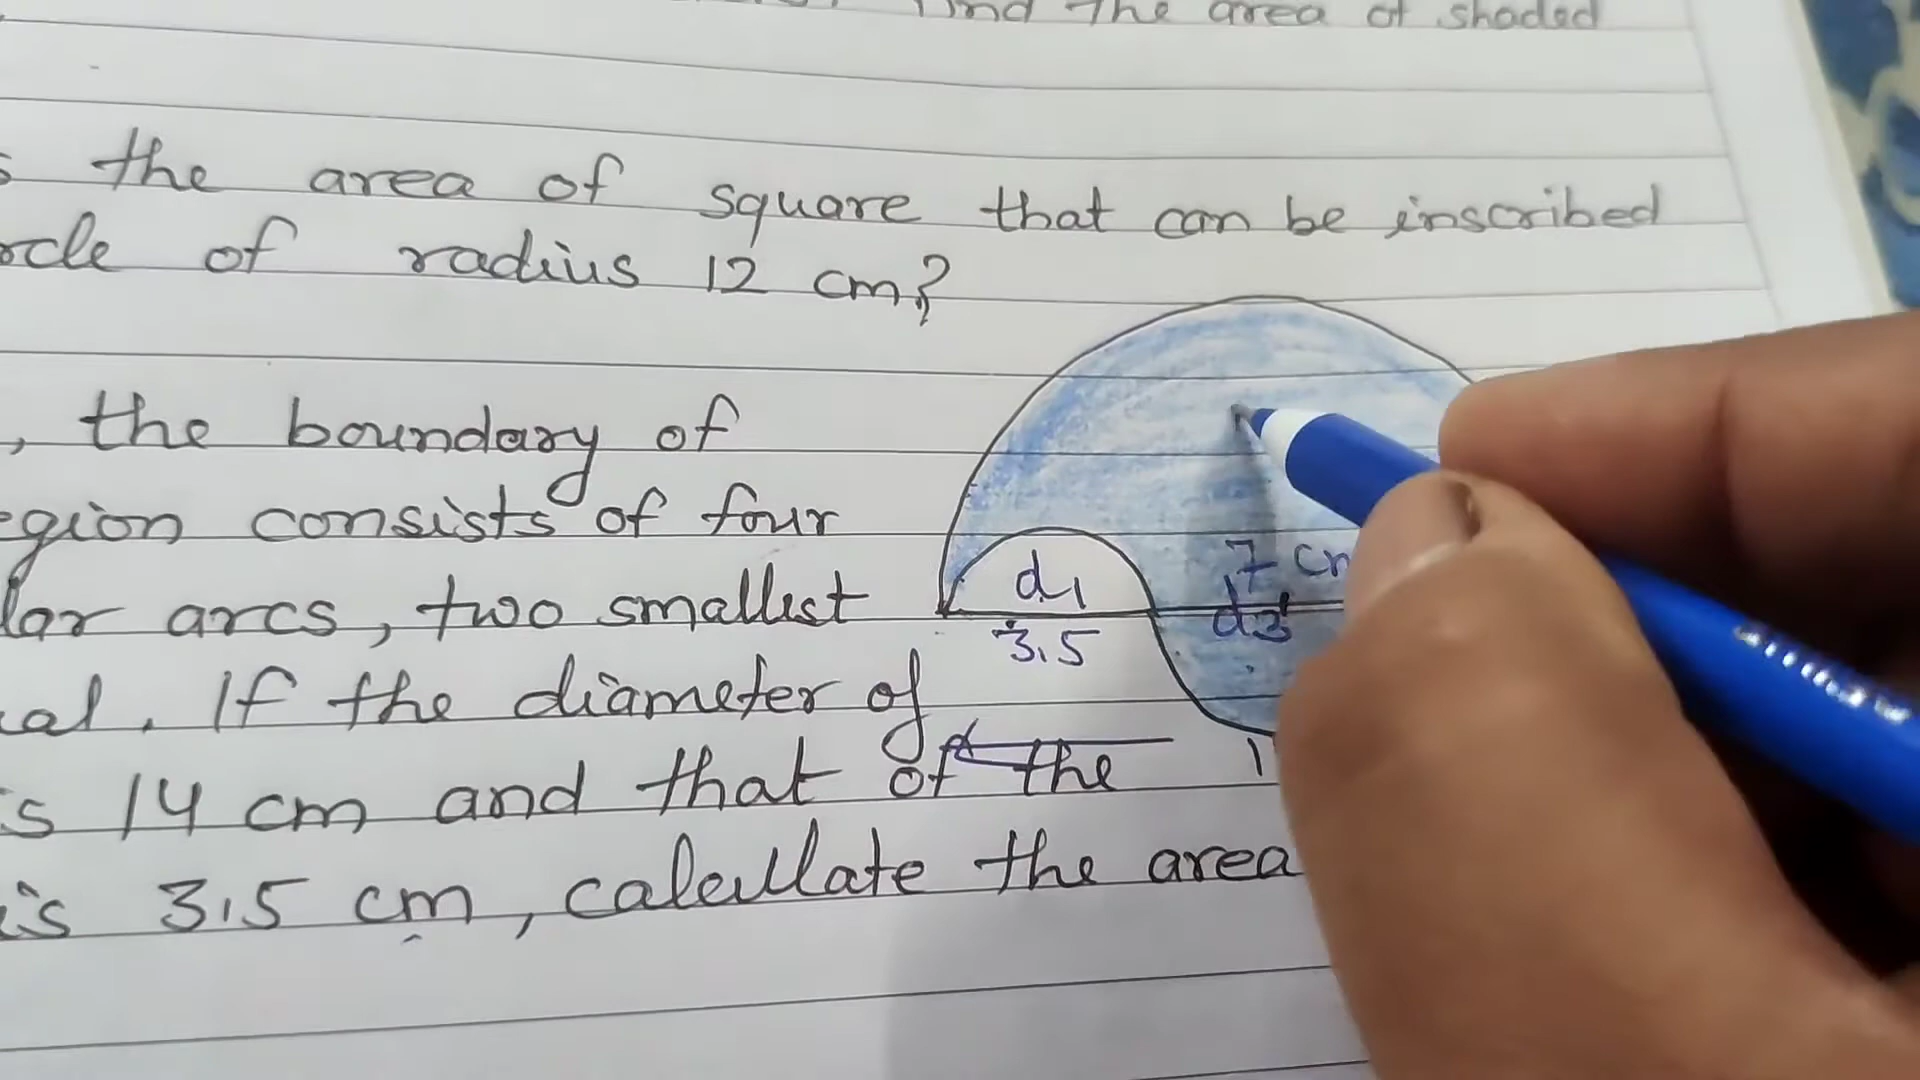 find the area of shaded
the area of square that can be inscribed
of radius 12 cm?
, the boundary of
egion consists of four
lar arcs, two smallest
al. If the diameter of
is 14 cm and that of the
is 3.5 cm, calculate the area
d1
3.5
7 cm
d3